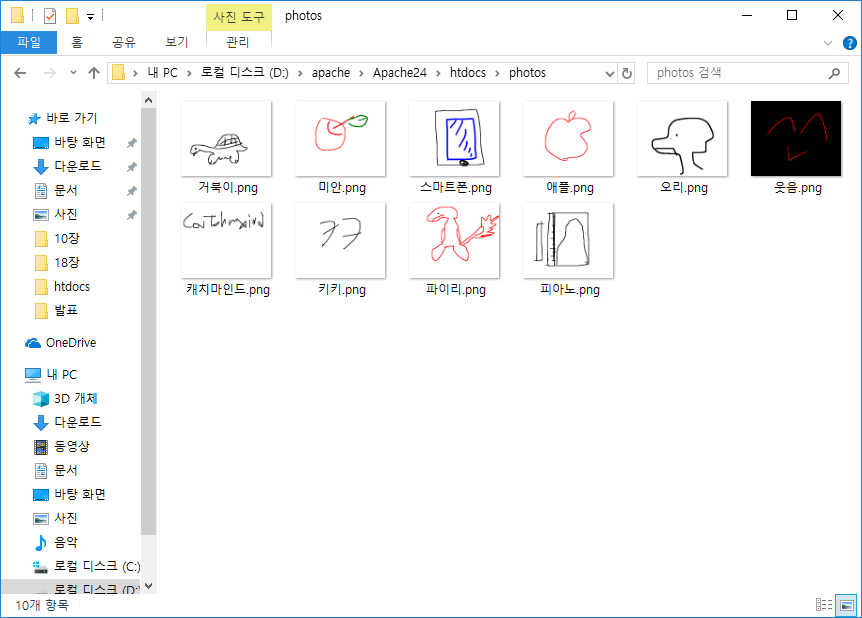 사진 도구 photos
파일 홈 공유 보기 관리
내 PC 로컬 디스크 (D:) apache Apache24 htdocs photos photos 검색
바로 가기
바탕 화면
다운로드
문서
사진
10장
18장
htdocs
발표
OneDrive
내 PC
3D 개체
다운로드
동영상
문서
바탕 화면
사진
음악
로컬 디스크 (C:)
로컬 디스크 (D:
거북이.png 미안.png 스마트폰.png 애플.png 오리.png 웃음.png
Catchmind
ㅋㅋ
캐치마인드.png 키키.png 파이리.png 피아노.png
10개 항목